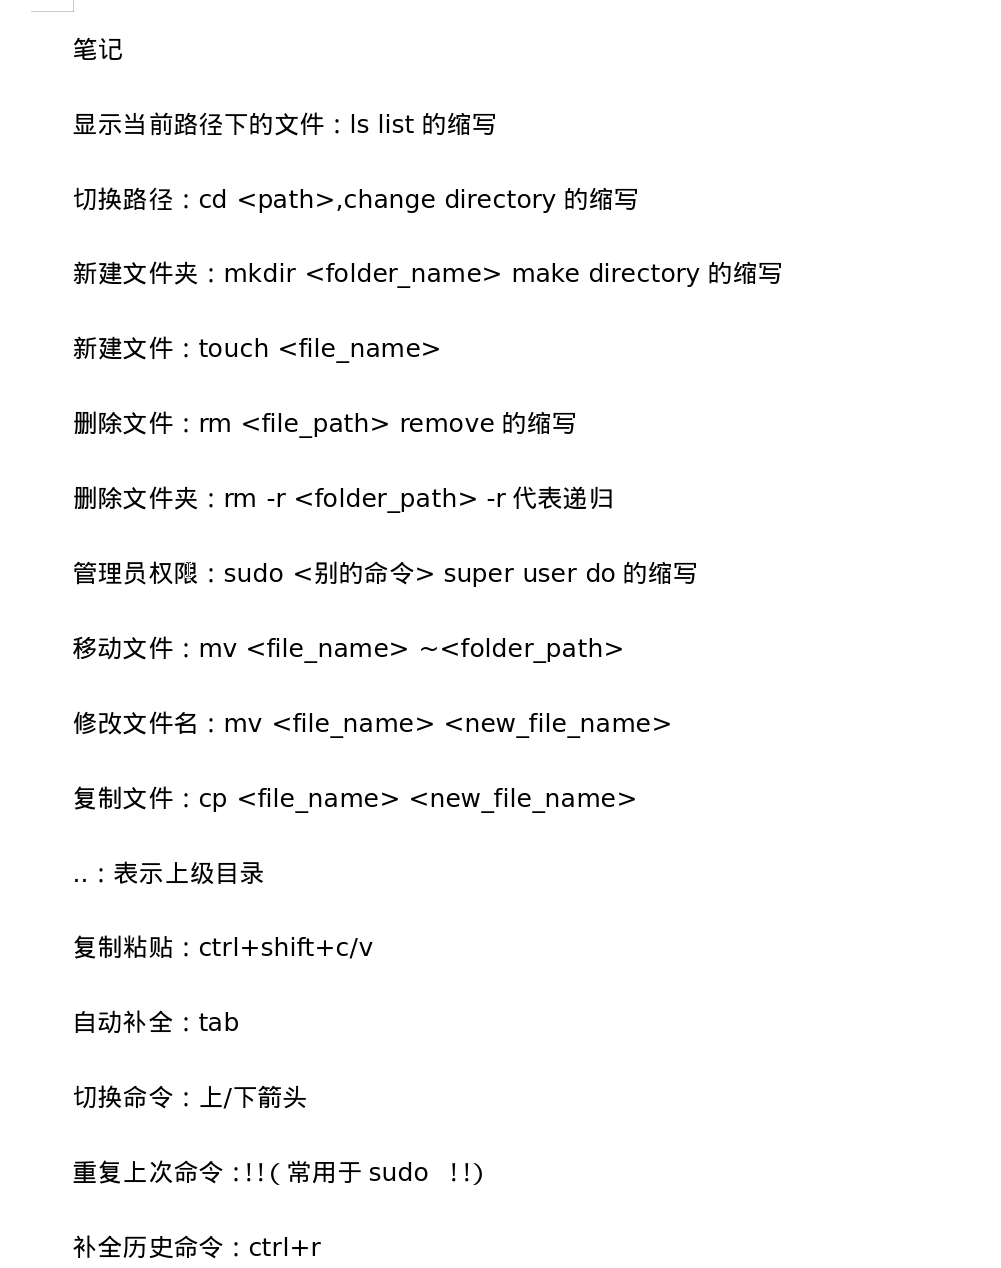 笔记
显示当前路径下的文件：ls list 的缩写
切换路径：cd <path>,change directory 的缩写
新建文件夹：mkdir <folder_name> make directory 的缩写
新建文件：touch <file_name>
删除文件：rm <file_path> remove 的缩写
删除文件夹：rm -r <folder_path> -r 代表递归
管理员权限：sudo <别的命令> super user do 的缩写
移动文件：mv <file_name> ~<folder_path>
修改文件名：mv <file_name> <new_file_name>
复制文件：cp <file_name> <new_file_name>
..：表示上级目录
复制粘贴：ctrl+shift+c/v
自动补全：tab
切换命令：上/下箭头
重复上次命令：!!(常用于 sudo !!)
补全历史命令：ctrl+r